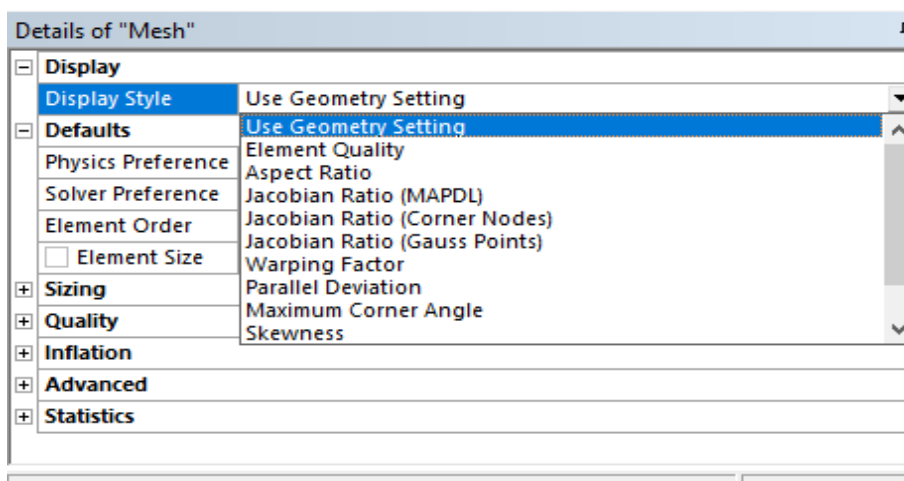 Details of "Mesh"
Display
Display Style Use Geometry Setting
Defaults Use Geometry Setting
Element Quality
Physics Preference Aspect Ratio
Solver Preference Jacobian Ratio (MAPDL)
Element Order Jacobian Ratio (Corner Nodes)
Jacobian Ratio (Gauss Points)
Element Size Warping Factor
Sizing Parallel Deviation
Quality Maximum Corner Angle
Skewness
Inflation
Advanced
Statistics